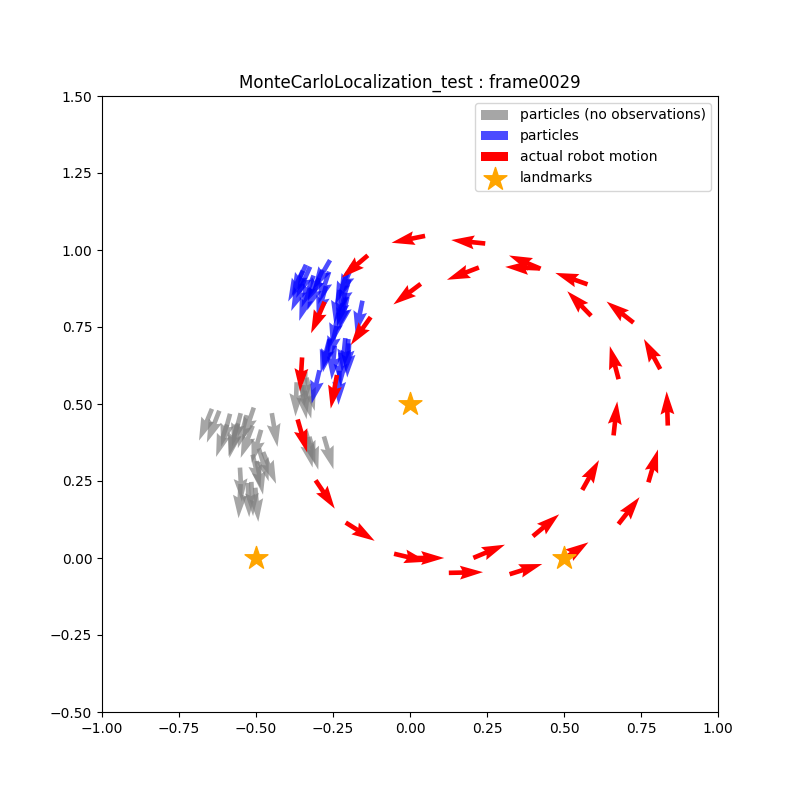 MonteCarloLocalization_test : frame0029
particles (no observations)
particles
actual robot motion
landmarks
1.50
1.25
1.00
0.75
0.50
0.25
0.00
−0.25
−0.50
−1.00 −0.75 −0.50 −0.25 0.00 0.25 0.50 0.75 1.00